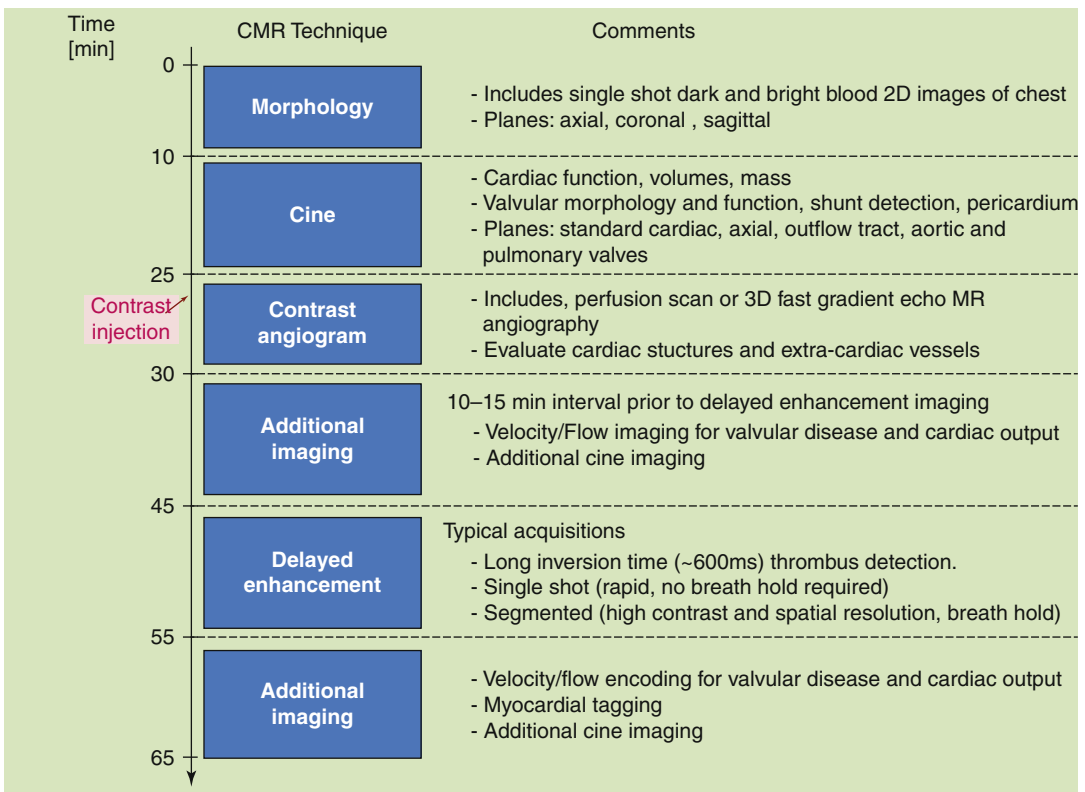 Time
[min]
CMR Technique
Comments
0
Morphology
- Includes single shot dark and bright blood 2D images of chest
- Planes: axial, coronal , sagittal
10
Cine
- Cardiac function, volumes, mass
- Valvular morphology and function, shunt detection, pericardium
- Planes: standard cardiac, axial, outflow tract, aortic and
pulmonary valves
25
Contrast
injection
Contrast
angiogram
- Includes, perfusion scan or 3D fast gradient echo MR
angiography
- Evaluate cardiac stuctures and extra-cardiac vessels
30
Additional
imaging
10–15 min interval prior to delayed enhancement imaging
- Velocity/Flow imaging for valvular disease and cardiac output
- Additional cine imaging
45
Delayed
enhancement
Typical acquisitions
- Long inversion time (~600ms) thrombus detection.
- Single shot (rapid, no breath hold required)
- Segmented (high contrast and spatial resolution, breath hold)
55
Additional
imaging
- Velocity/flow encoding for valvular disease and cardiac output
- Myocardial tagging
- Additional cine imaging
65